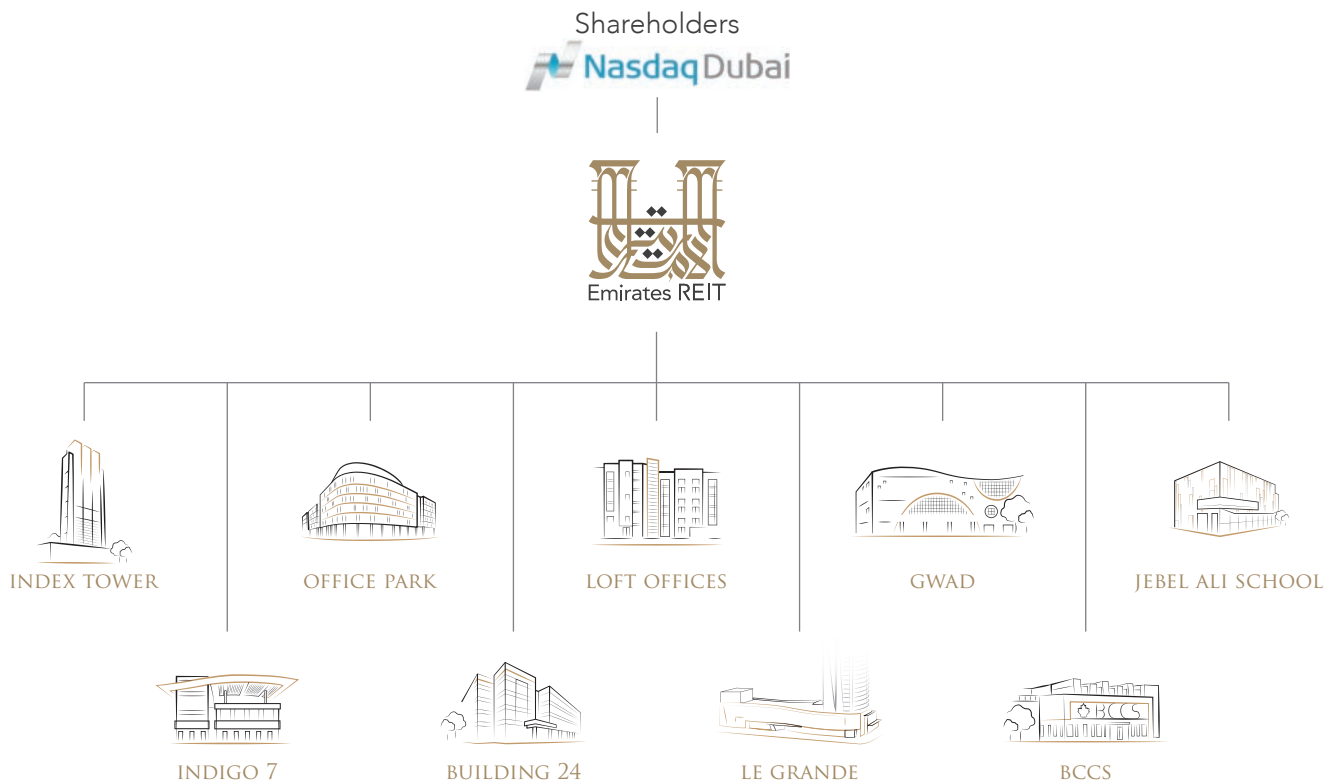 Shareholders
Nasdaq Dubai
Emirates REIT
INDEX TOWER
OFFICE PARK
LOFT OFFICES
GWAD
JEBEL ALI SCHOOL
BCCS
INDIGO 7
BUILDING 24
LE GRANDE
BCCS